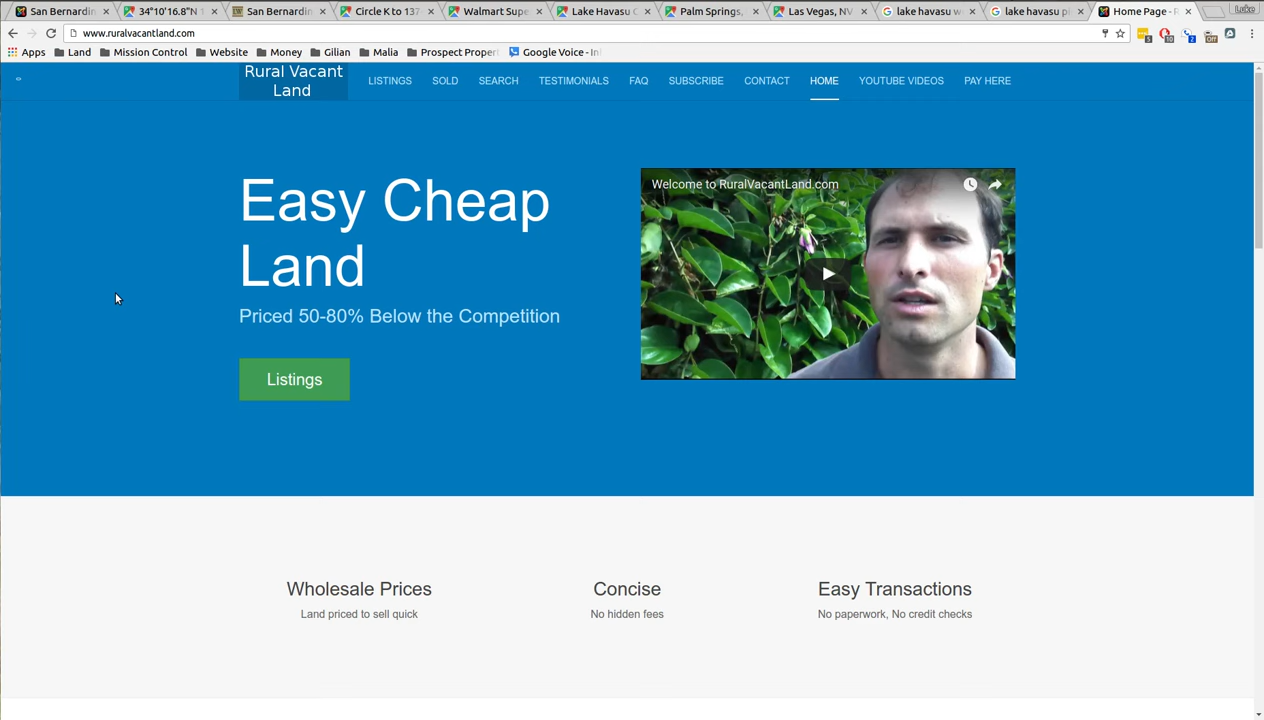 San Bernardin
34°10'16.8"N 1
San Bernardin
Circle K to 137
Walmart Supe
Lake Havasu C
Palm Springs,
Las Vegas, NV
lake havasu w
lake havasu pi
Home Page - R
Luke
www.ruralvacantland.com
Apps
Land
Mission Control
Website
Money
Gilian
Malia
Prospect Proper
Google Voice - In
Rural Vacant
Land
LISTINGS
SOLD
SEARCH
TESTIMONIALS
FAQ
SUBSCRIBE
CONTACT
HOME
YOUTUBE VIDEOS
PAY HERE
Easy Cheap
Land
Priced 50-80% Below the Competition
Listings
Welcome to RuralVacantLand.com
Wholesale Prices
Land priced to sell quick
Concise
No hidden fees
Easy Transactions
No paperwork, No credit checks